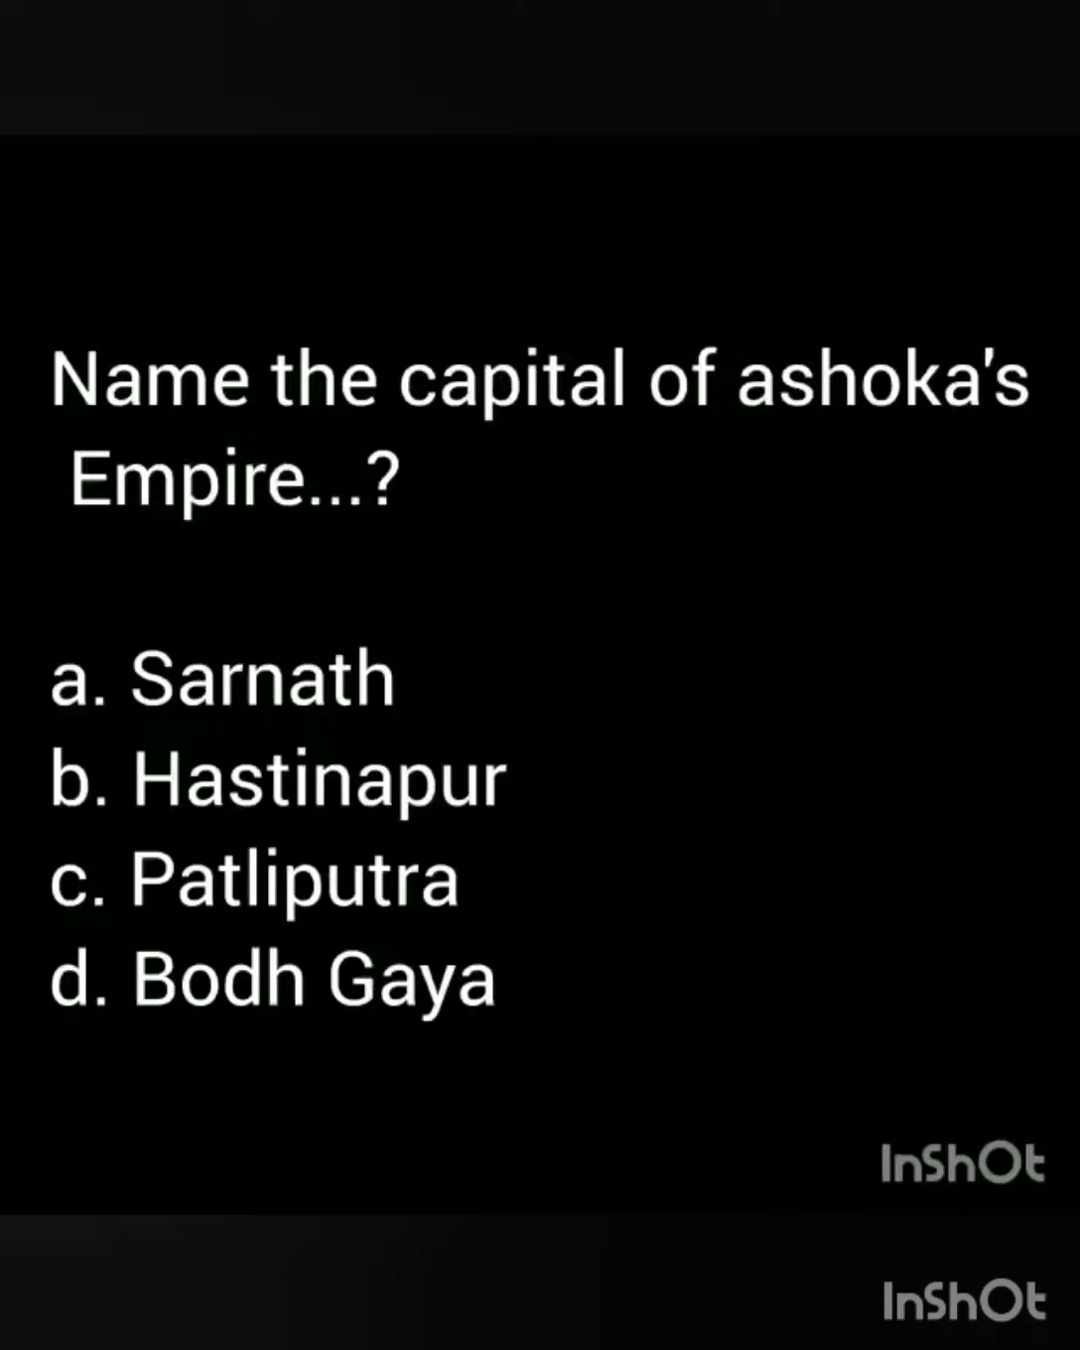 Name the capital of ashoka's
Empire...?
a. Sarnath
b. Hastinapur
c. Patliputra
d. Bodh Gaya
InShOt
InShOt